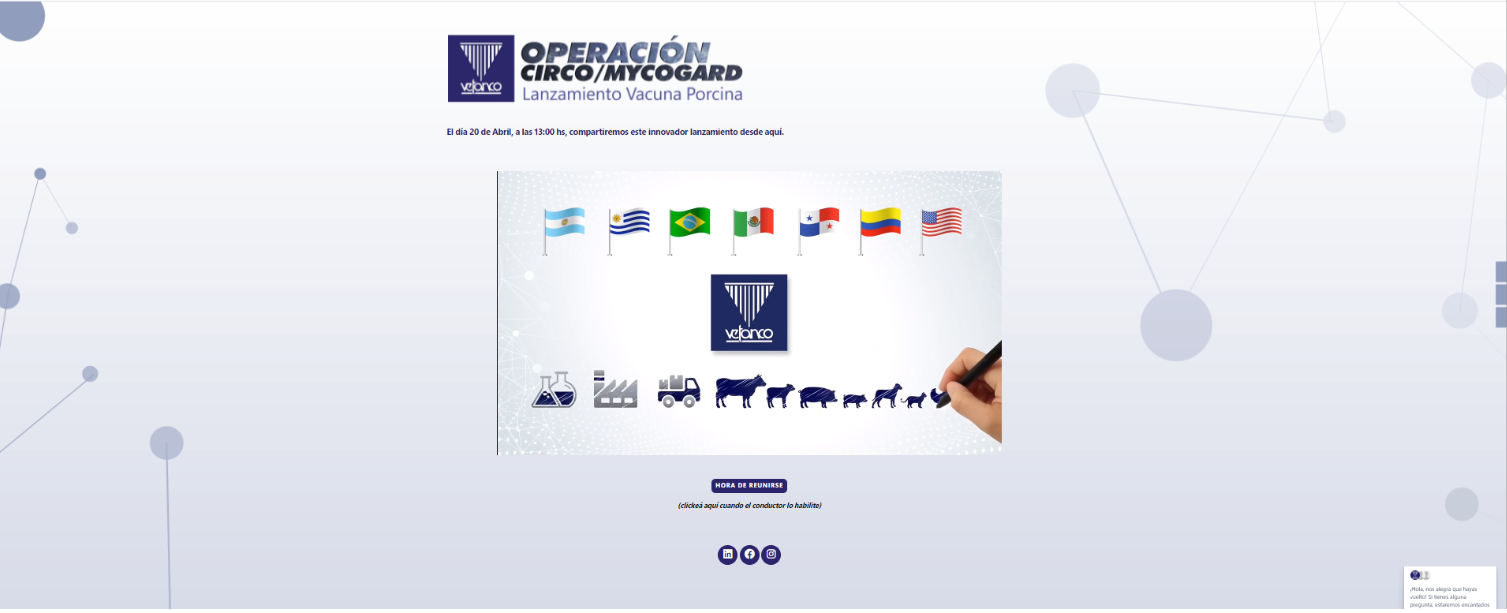 vetanco
OPERACIÓN
CIRCO/MYCOGARD
Lanzamiento Vacuna Porcina
El día 20 de Abril, a las 13:00 hs, compartiremos este innovador lanzamiento desde aquí.
vetanco
HORA DE REUNIRSE
(clickeá aquí cuando el conductor lo habilite)
¡Hola, nos alegra que hayas
vuelto! Si tienes alguna
pregunta, estaremos encantados